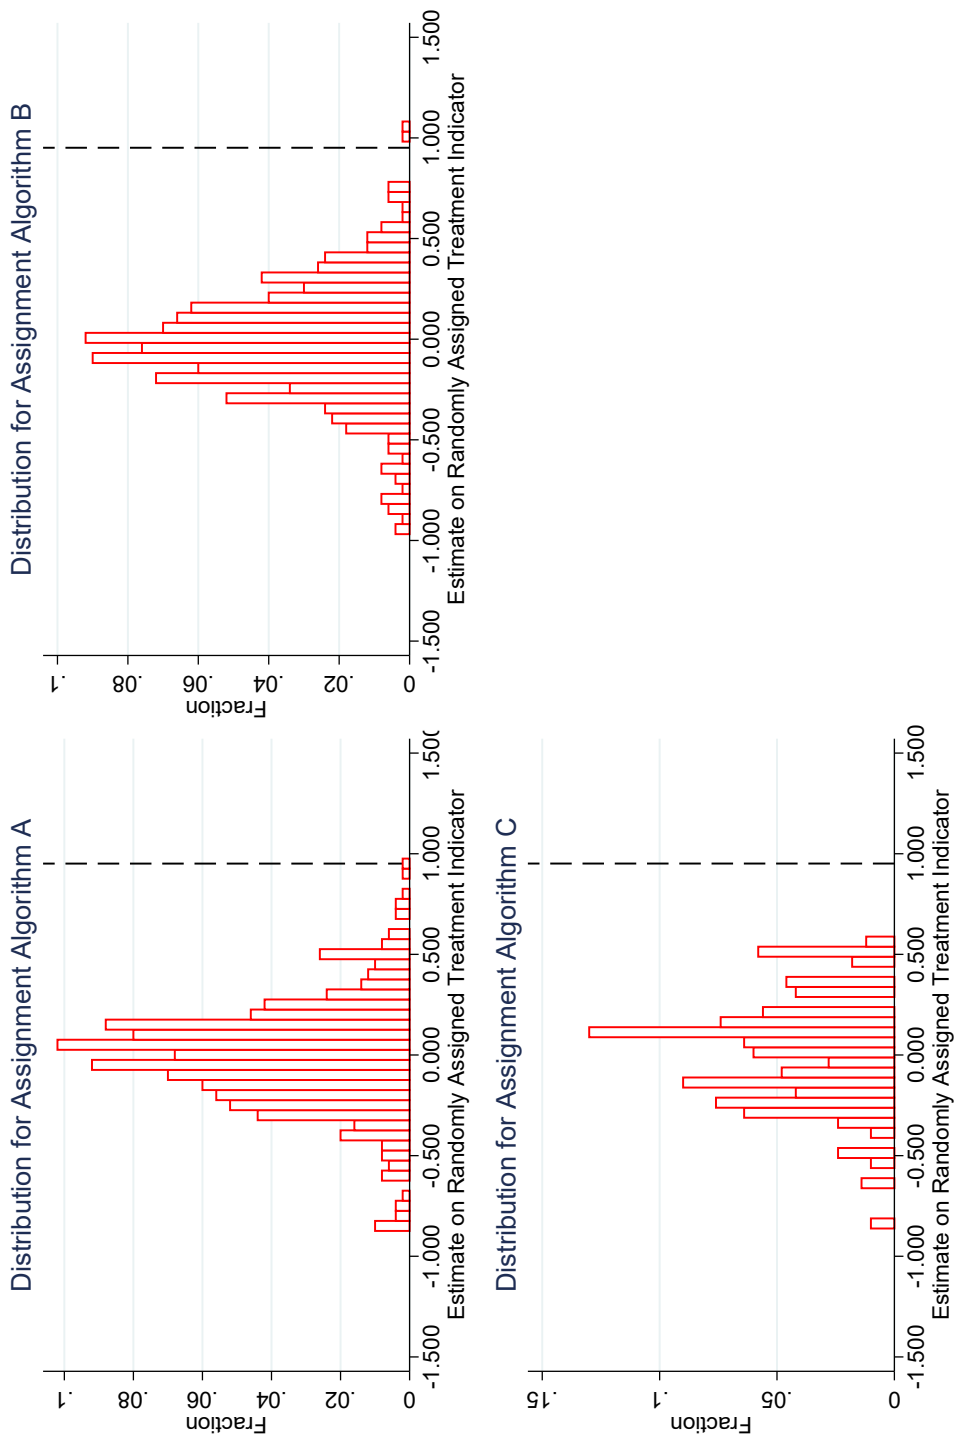 Distribution for Assignment Algorithm A
Fraction
0 .02 .04 .06 .08 .1
-1.500 -1.000 -0.500 0.000 0.500 1.000 1.50
Estimate on Randomly Assigned Treatment Indicator
Distribution for Assignment Algorithm B
Fraction
0 .02 .04 .06 .08 .1
-1.500 -1.000 -0.500 0.000 0.500 1.000 1.500
Estimate on Randomly Assigned Treatment Indicator
Distribution for Assignment Algorithm C
Fraction
0 .05 .1 .15
-1.500 -1.000 -0.500 0.000 0.500 1.000 1.500
Estimate on Randomly Assigned Treatment Indicator